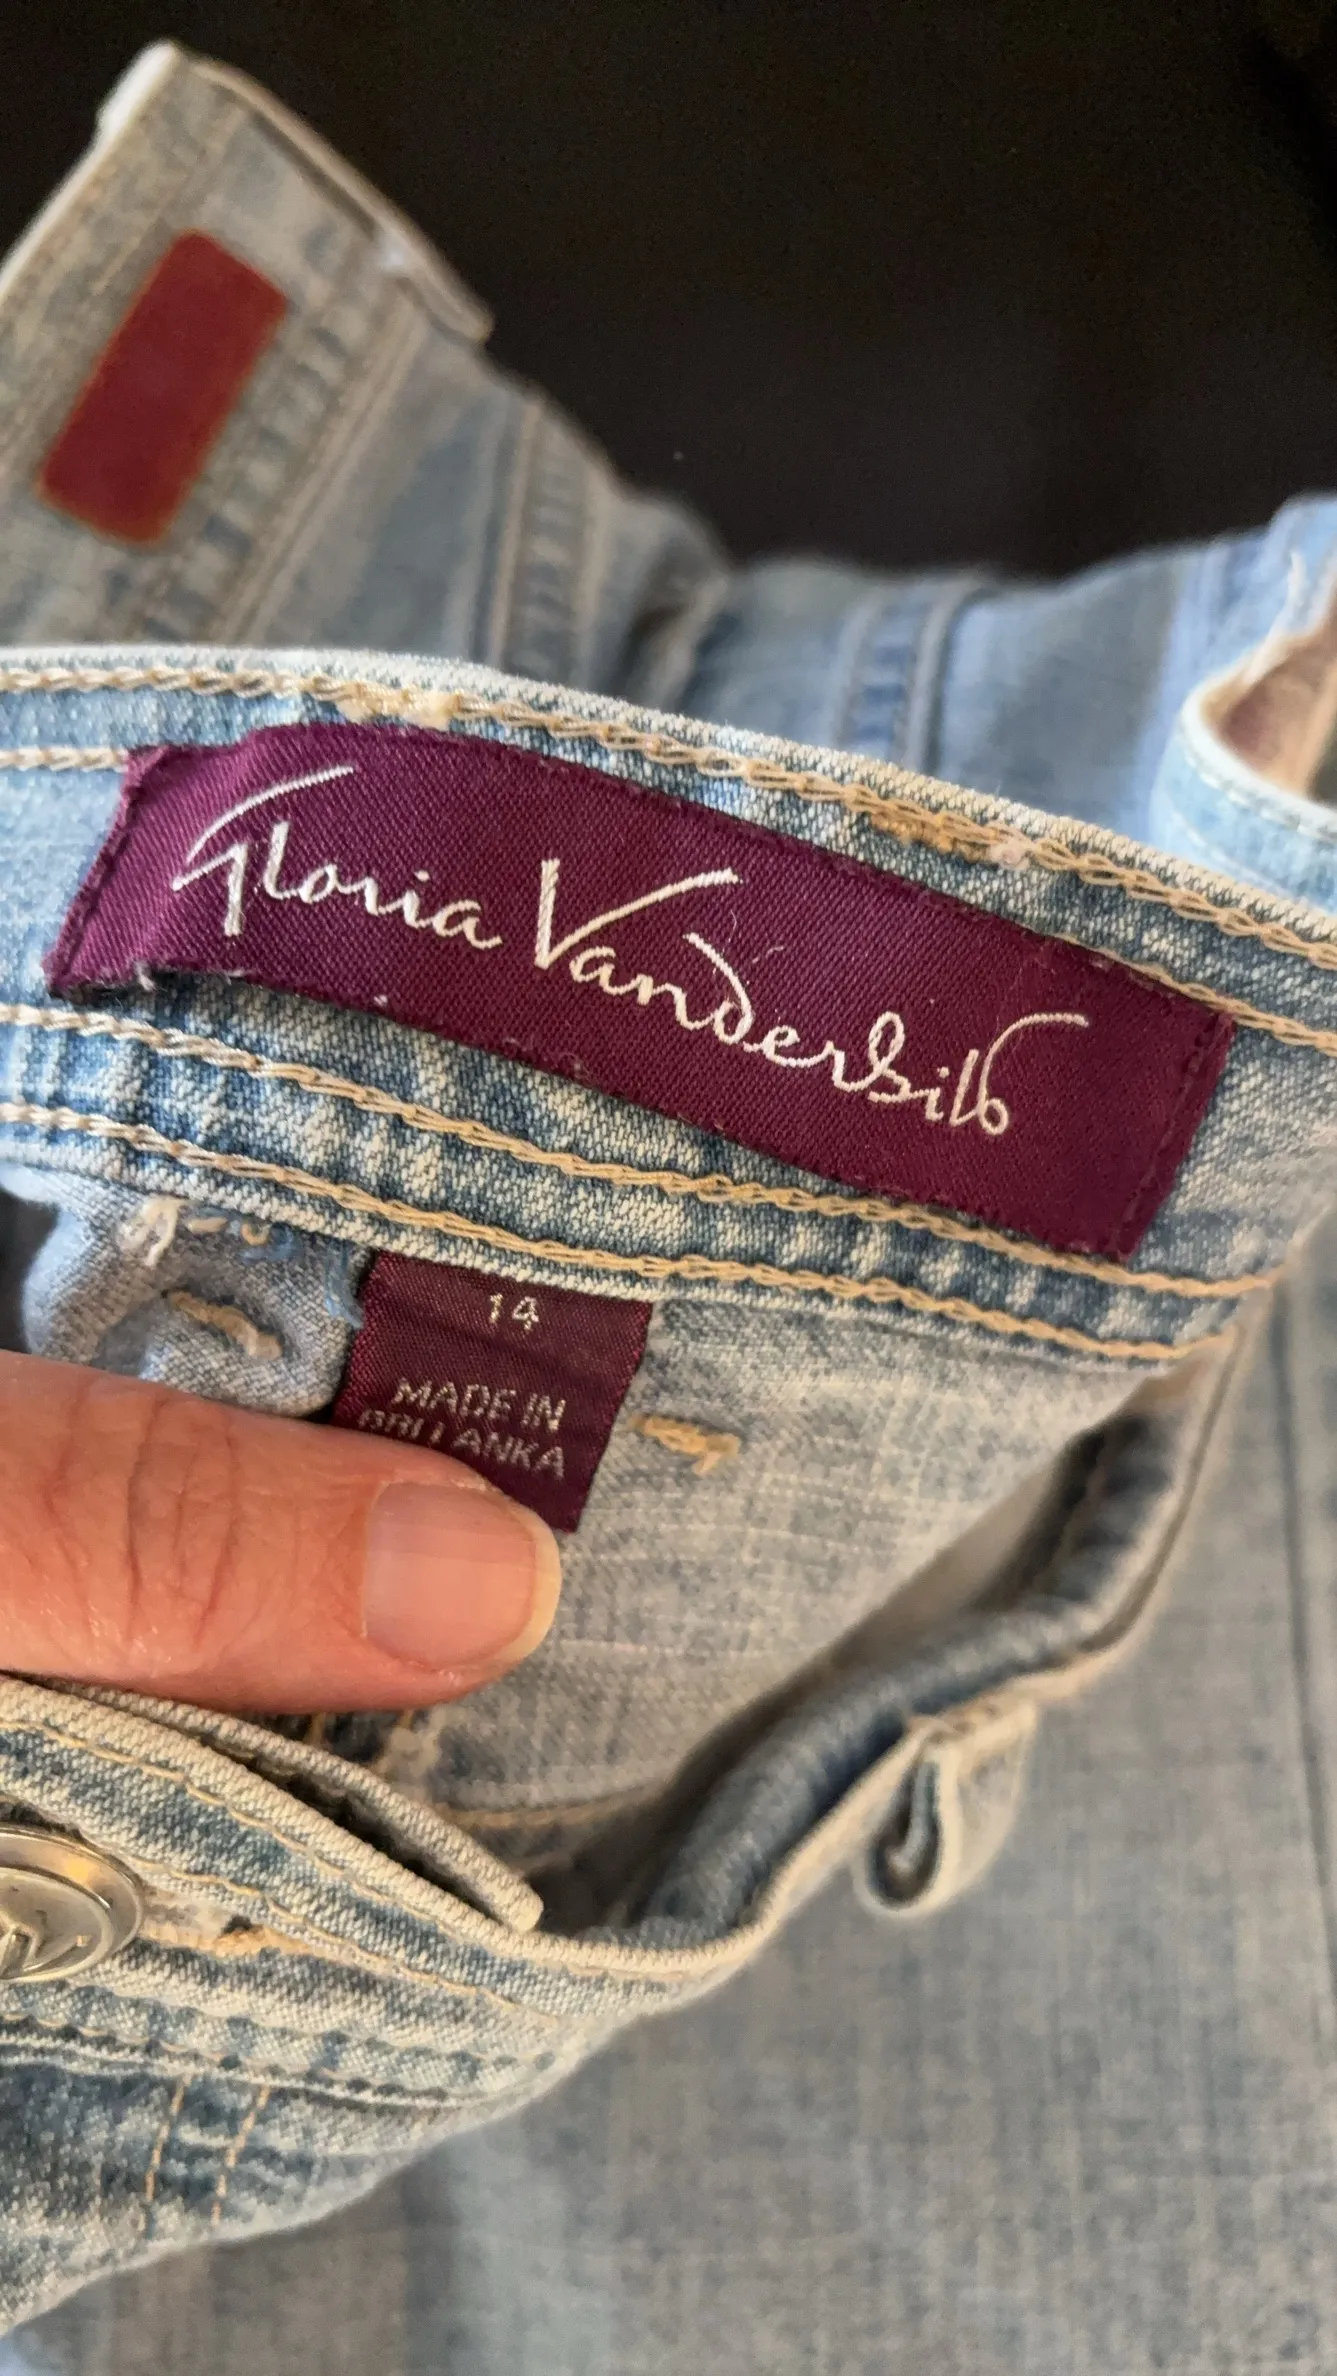 Gloria Vanderbilt
14
MADE IN
SRI LANKA